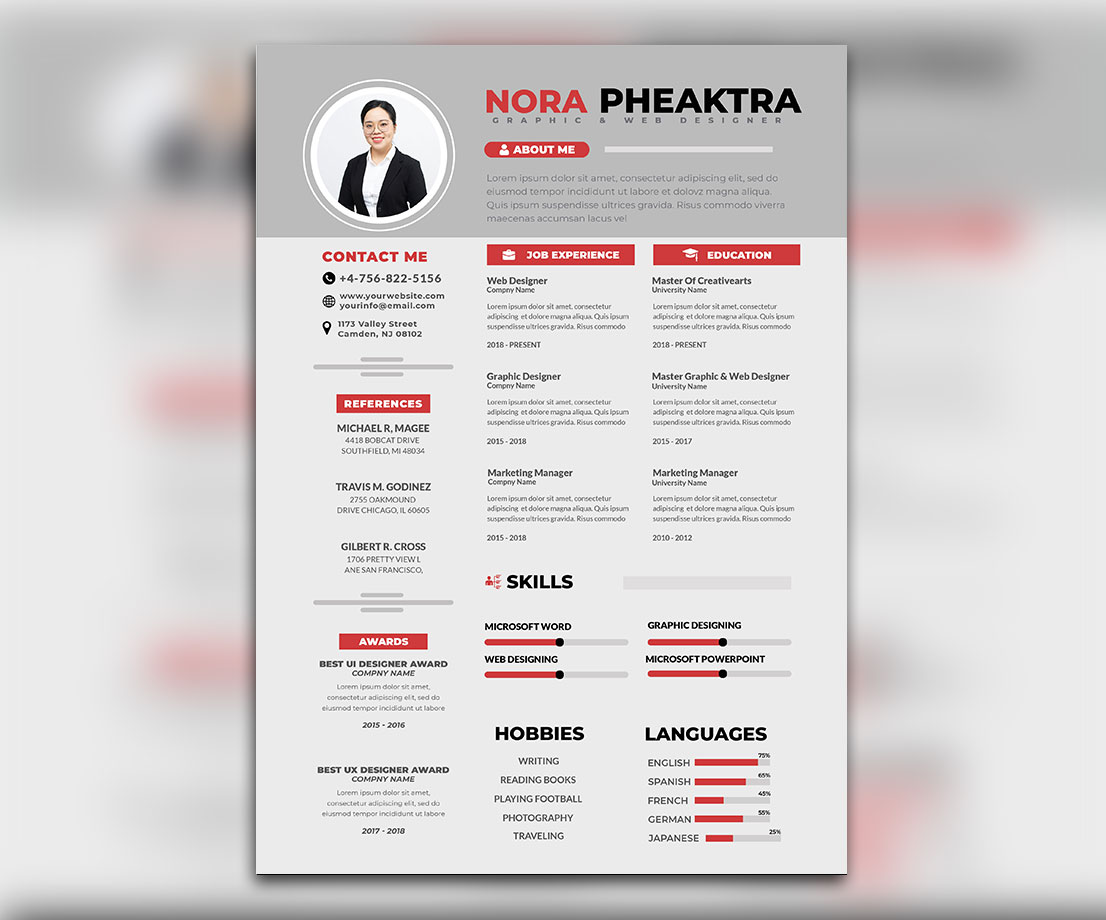 NORA PHEAKTRA
GRAPHIC & WEB DESIGNER
ABOUT ME
Lorem ipsum dolor sit amet, consectetur adipiscing elit, sed do
eiusmod tempor incididunt ut labore et dolovz magna aliqua.
Quis ipsum suspendisse ultrices gravida. Risus commodo viverra
maecenas accumsan lacus vel
CONTACT ME
+4-756-822-5156
www.yourwebsite.com
yourinfo@email.com
1173 Valley Street
Camden, NJ 08102
REFERENCES
MICHAEL R, MAGEE
4418 BOBCAT DRIVE
SOUTHFIELD, MI 48034
TRAVIS M. GODINEZ
2755 OAKMOUND
DRIVE CHICAGO, IL 60605
GILBERT R. CROSS
1706 PRETTY VIEW L
ANE SAN FRANCISCO,
AWARDS
BEST UI DESIGNER AWARD
COMPNY NAME
Lorem ipsum dolor sit amet,
consectetur adipiscing elit, sed do
eiusmod tempor incididunt ut labore
2015 - 2016
BEST UX DESIGNER AWARD
COMPNY NAME
Lorem ipsum dolor sit amet,
consectetur adipiscing elit, sed do
eiusmod tempor incididunt ut labore
2017 - 2018
JOB EXPERIENCE
Web Designer
Compny Name
Lorem ipsum dolor sit amet, consectetur
adipiscing et dolore magna aliqua. Quis ipsum
suspendisse ultrices gravida. Risus commodo
2018 - PRESENT
Graphic Designer
Compny Name
Lorem ipsum dolor sit amet, consectetur
adipiscing et dolore magna aliqua. Quis ipsum
suspendisse ultrices gravida. Risus commodo
2015 - 2018
Marketing Manager
Compny Name
Lorem ipsum dolor sit amet, consectetur
adipiscing et dolore magna aliqua. Quis ipsum
suspendisse ultrices gravida. Risus commodo
2015 - 2018
EDUCATION
Master Of Creativearts
University Name
Lorem ipsum dolor sit amet, consectetur
adipiscing et dolore magna aliqua. Quis ipsum
suspendisse ultrices gravida. Risus commodo
2018 - PRESENT
Master Graphic & Web Designer
University Name
Lorem ipsum dolor sit amet, consectetur
adipiscing et dolore magna aliqua. Quis ipsum
suspendisse ultrices gravida. Risus commodo
2015 - 2017
Marketing Manager
University Name
Lorem ipsum dolor sit amet, consectetur
adipiscing et dolore magna aliqua. Quis ipsum
suspendisse ultrices gravida. Risus commodo
2010 - 2012
SKILLS
MICROSOFT WORD
GRAPHIC DESIGNING
WEB DESIGNING
MICROSOFT POWERPOINT
HOBBIES
WRITING
READING BOOKS
PLAYING FOOTBALL
PHOTOGRAPHY
TRAVELING
LANGUAGES
ENGLISH 75%
SPANISH 65%
FRENCH 45%
GERMAN 55%
JAPANESE 25%